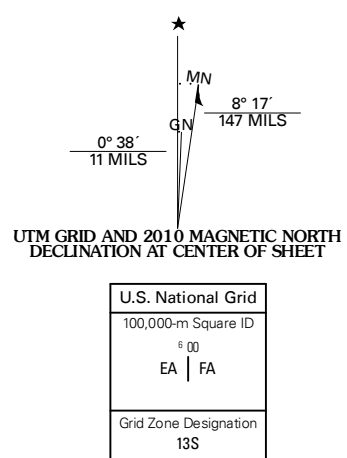 ★
MN
8° 17´
147 MILS
GN
0° 38´
11 MILS
UTM GRID AND 2010 MAGNETIC NORTH
DECLINATION AT CENTER OF SHEET
U.S. National Grid
100,000-m Square ID
⁶ 00
EA | FA
Grid Zone Designation
13S